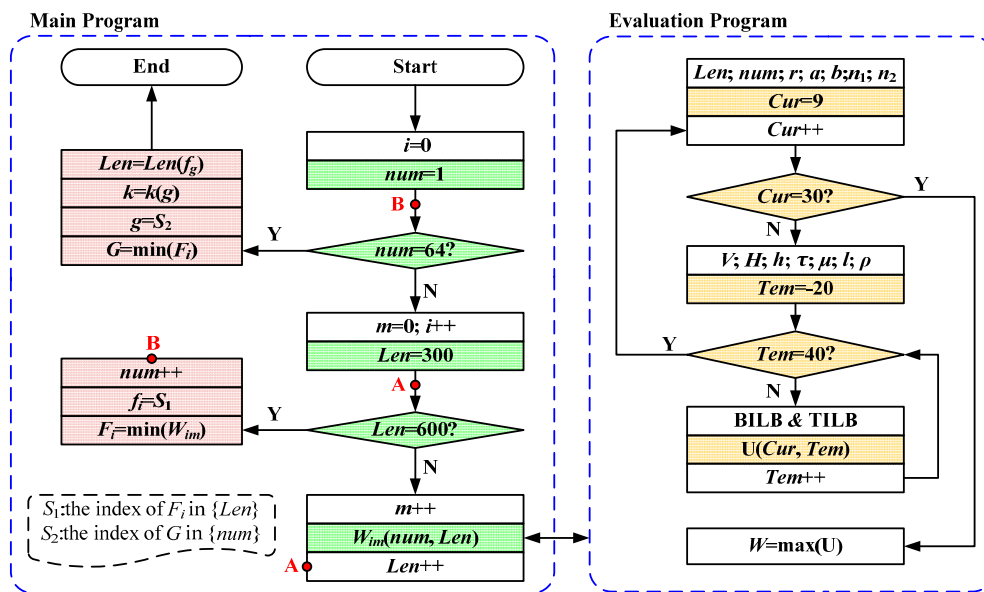 Main Program
End
Start
i=0
num=1
B
num=64?
Y
N
Len=Len(fg)
k=k(g)
g=S2
G=min(Fi)
m=0; i++
Len=300
A
Len=600?
Y
N
B
num++
fi=S1
Fi=min(Wim)
m++
Wim(num, Len)
A
Len++
S1:the index of Fi in {Len}
S2:the index of G in {num}
Evaluation Program
Len; num; r; a; b;n1; n2
Cur=9
Cur++
Cur=30?
Y
N
V; H; h; τ; μ; l; ρ
Tem=-20
Tem=40?
Y
N
BILB & TILB
U(Cur, Tem)
Tem++
W=max(U)